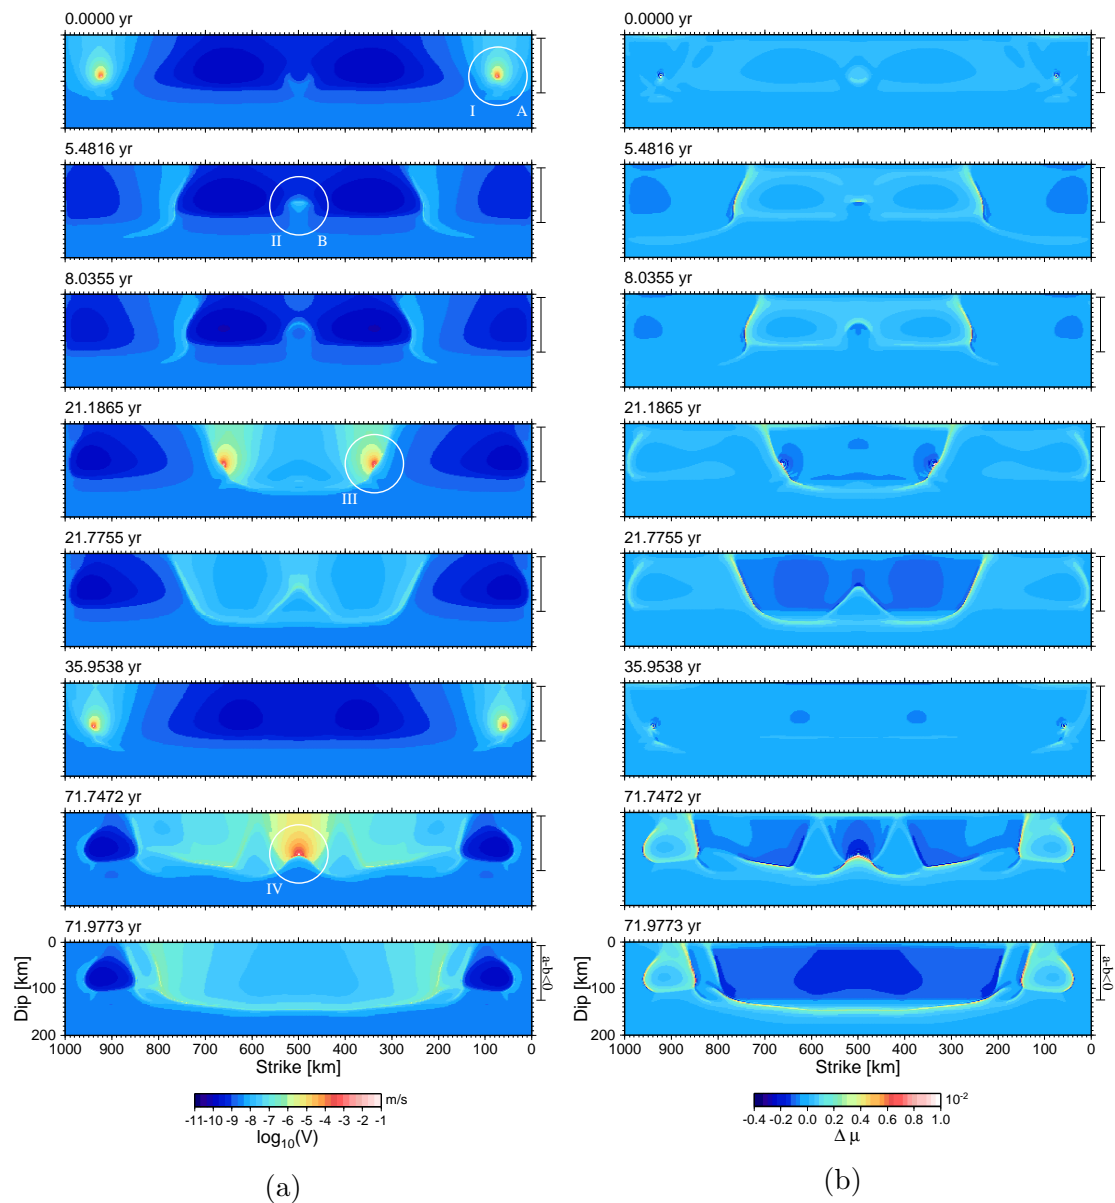 0.0000 yr
I A
5.4816 yr
II B
8.0355 yr
21.1865 yr
III
21.7755 yr
35.9538 yr
71.7472 yr
IV
71.9773 yr
0
100
200
Dip [km]
1000 900 800 700 600 500 400 300 200 100 0
Strike [km]
-11 -10 -9 -8 -7 -6 -5 -4 -3 -2 -1
m/s
log10(V)
(a)
0.0000 yr
5.4816 yr
8.0355 yr
21.1865 yr
21.7755 yr
35.9538 yr
71.7472 yr
71.9773 yr
a-b<0
0
100
200
Dip [km]
a-b<0
1000 900 800 700 600 500 400 300 200 100 0
Strike [km]
-0.4 -0.2 0.0 0.2 0.4 0.6 0.8 1.0
10-2
Δ μ
(b)